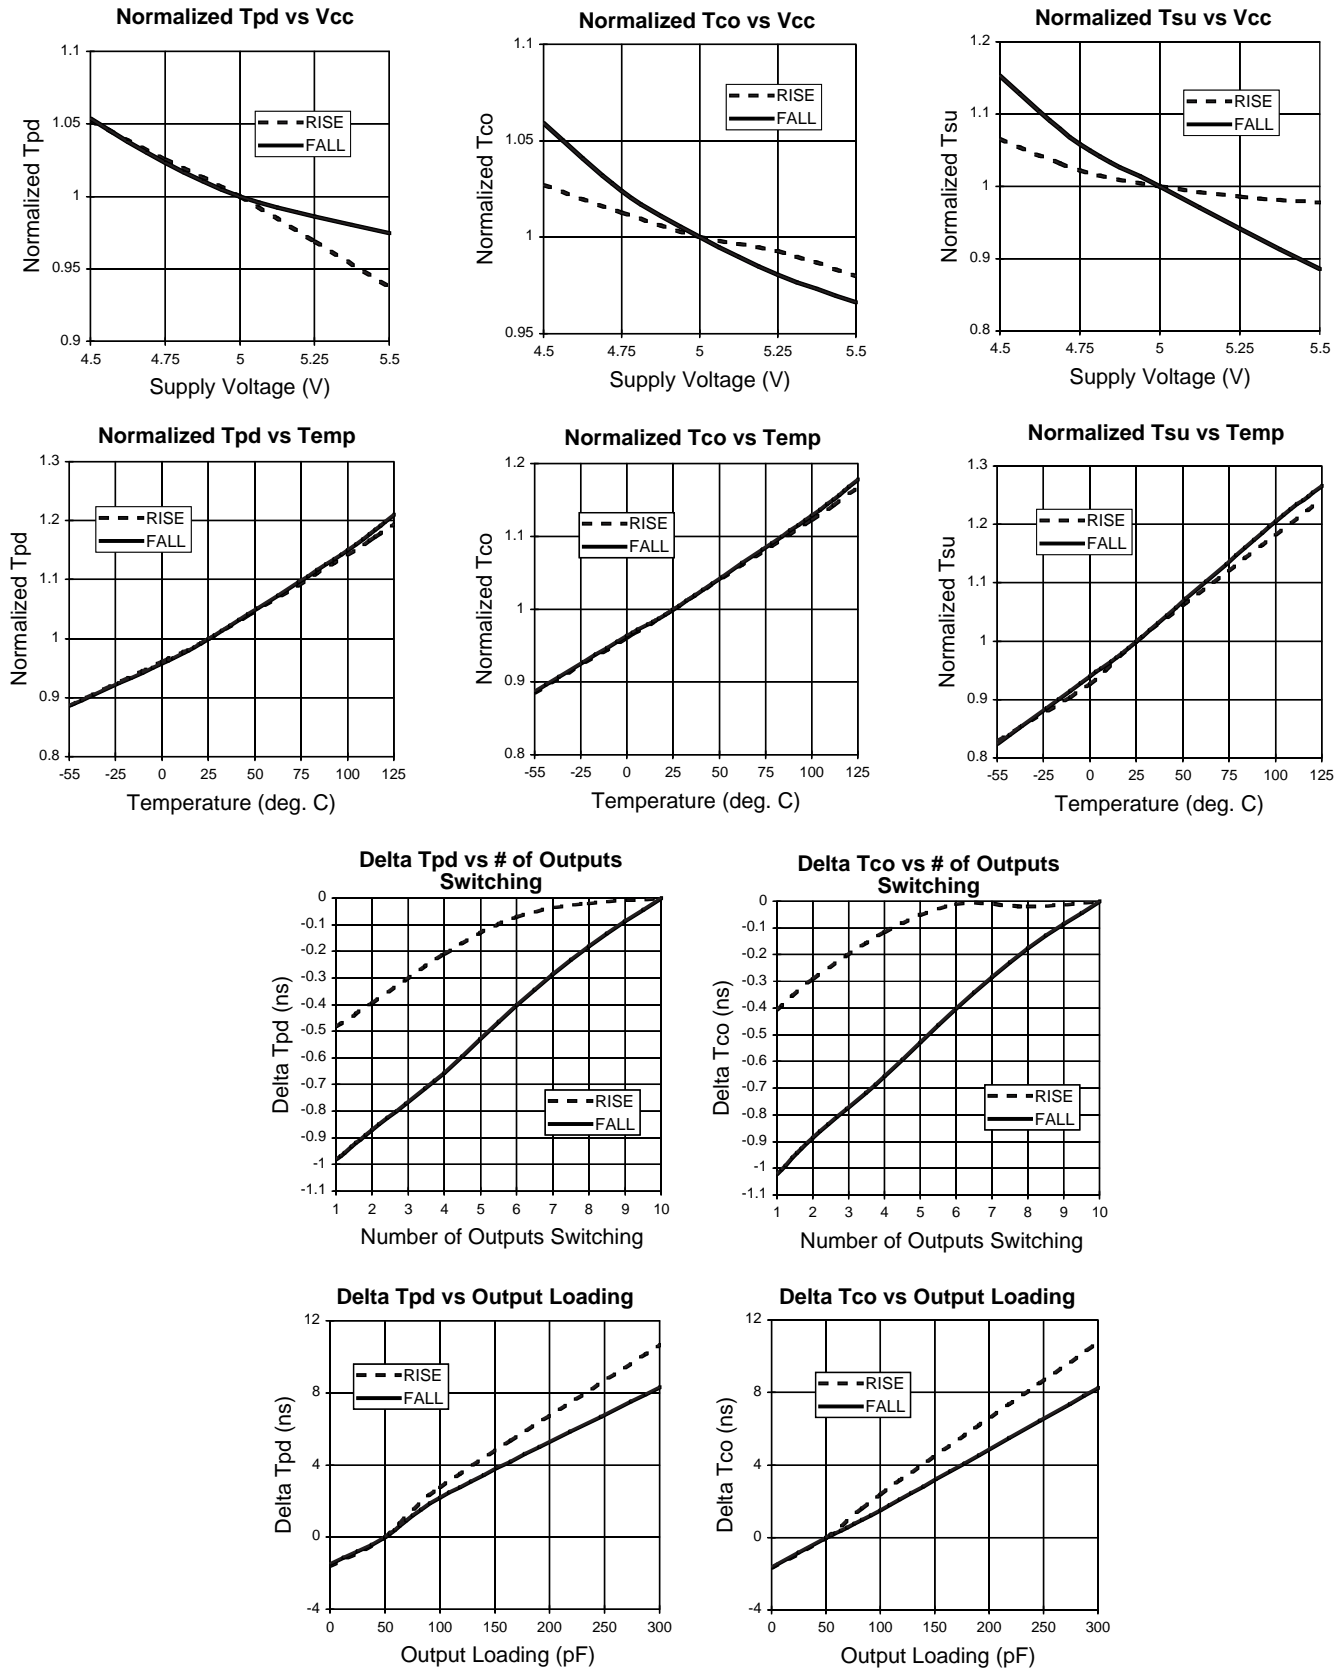 Normalized Tpd vs Vcc
1.1
1.05
1
0.95
0.9
Normalized Tpd
RISE
FALL
4.5 4.75 5 5.25 5.5
Supply Voltage (V)
Normalized Tco vs Vcc
1.1
1.05
1
0.95
Normalized Tco
RISE
FALL
4.5 4.75 5 5.25 5.5
Supply Voltage (V)
Normalized Tsu vs Vcc
1.2
1.1
1
0.9
0.8
Normalized Tsu
RISE
FALL
4.5 4.75 5 5.25 5.5
Supply Voltage (V)
Normalized Tpd vs Temp
1.3
1.2
1.1
1
0.9
0.8
Normalized Tpd
RISE
FALL
-55 -25 0 25 50 75 100 125
Temperature (deg. C)
Normalized Tco vs Temp
1.2
1.1
1
0.9
0.8
Normalized Tco
RISE
FALL
-55 -25 0 25 50 75 100 125
Temperature (deg. C)
Normalized Tsu vs Temp
1.3
1.2
1.1
1
0.9
0.8
Normalized Tsu
RISE
FALL
-55 -25 0 25 50 75 100 125
Temperature (deg. C)
Delta Tpd vs # of Outputs
Switching
0
-0.1
-0.2
-0.3
-0.4
-0.5
-0.6
-0.7
-0.8
-0.9
-1
-1.1
Delta Tpd (ns)
RISE
FALL
1 2 3 4 5 6 7 8 9 10
Number of Outputs Switching
Delta Tco vs # of Outputs
Switching
0
-0.1
-0.2
-0.3
-0.4
-0.5
-0.6
-0.7
-0.8
-0.9
-1
-1.1
Delta Tco (ns)
RISE
FALL
1 2 3 4 5 6 7 8 9 10
Number of Outputs Switching
Delta Tpd vs Output Loading
12
8
4
0
-4
Delta Tpd (ns)
RISE
FALL
0 50 100 150 200 250 300
Output Loading (pF)
Delta Tco vs Output Loading
12
8
4
0
-4
Delta Tco (ns)
RISE
FALL
0 50 100 150 200 250 300
Output Loading (pF)